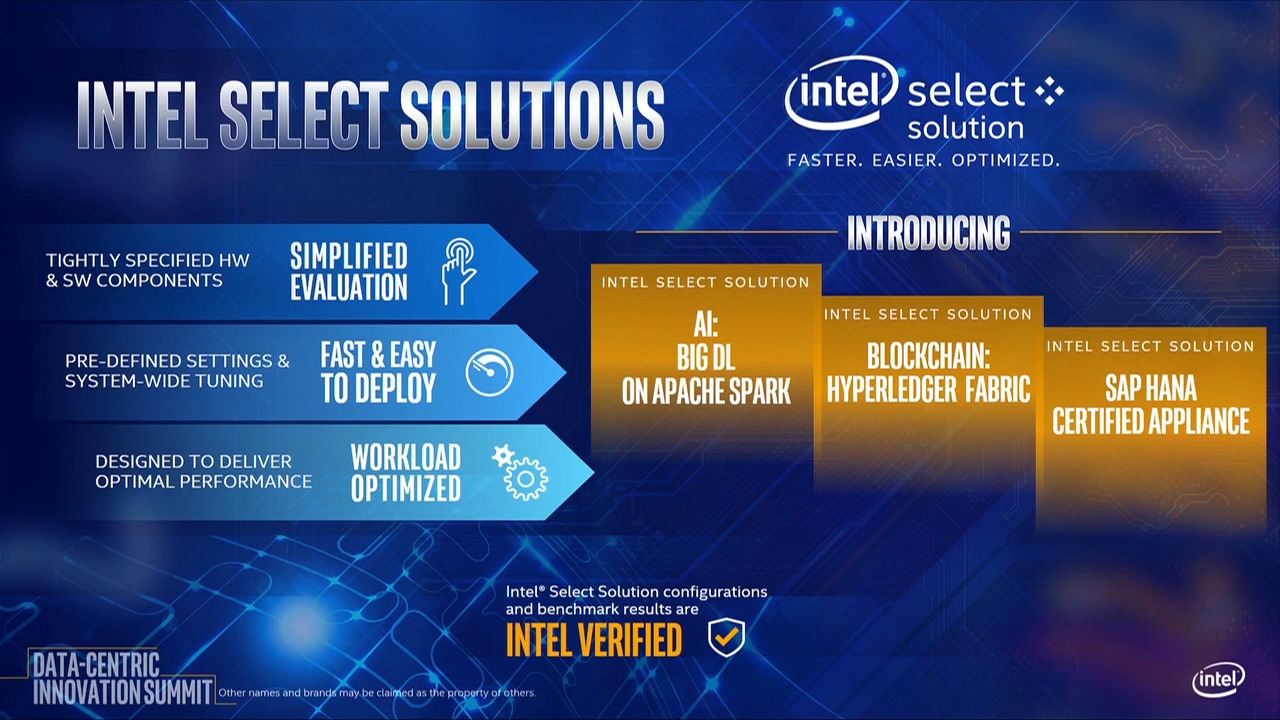 INTEL SELECT SOLUTIONS
intel® select
solution
FASTER. EASIER. OPTIMIZED.
TIGHTLY SPECIFIED HW
& SW COMPONENTS
SIMPLIFIED
EVALUATION
PRE-DEFINED SETTINGS &
SYSTEM-WIDE TUNING
FAST & EASY
TO DEPLOY
DESIGNED TO DELIVER
OPTIMAL PERFORMANCE
WORKLOAD
OPTIMIZED
INTRODUCING
INTEL SELECT SOLUTION
AI:
BIG DL
ON APACHE SPARK
INTEL SELECT SOLUTION
BLOCKCHAIN:
HYPERLEDGER FABRIC
INTEL SELECT SOLUTION
SAP HANA
CERTIFIED APPLIANCE
Intel® Select Solution configurations
and benchmark results are
INTEL VERIFIED
DATA-CENTRIC
INNOVATION SUMMIT
Other names and brands may be claimed as the property of others.
intel